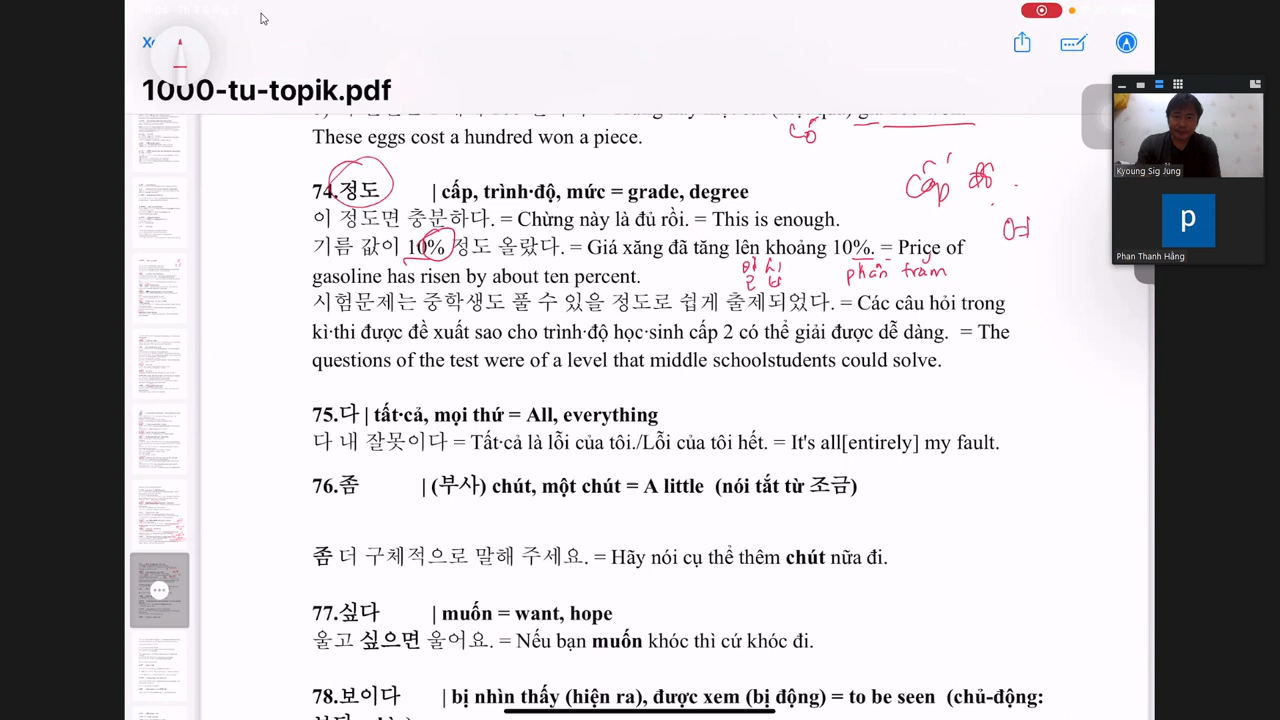 1000-tu-topik.pdf
These eggs are a hundred won apiece.
74.정도 | cấp, trình·độ, mức = grade, degree
정도면 충분하다. = Chừng này là đủ rồi. = This is enough.
름 값이 10% 정도 올랐다. = Giá xăng đã tăng lên khoảng 10%. = Price of
gasoline has risen by about ten percent.
시험문제는 중학생이 풀 수 있을 정도로 쉽게 출제되었다. = Các câu hỏi trong
kì·thi được đề xuất sao cho trình·độ học·sinh cấp 2 có thể giải được dễ dàng. = The
questions on the test were of a level that middle school students could solve.
cấp độ
75.다 | tất·cả, mọi thứ = All, everything
다 내 잘못이다. = Tất cả là lỗi của tôi./Lỗi của tôi hết. = It's all [entirely] my fault.
76.좀 | (부사) chút, một chút = A little (nói tắt từ 조금)
좀 더 구체적으로 말해 주세요. = Hãy nói cụ thể thêm chút nữa đi.
77.싶다 | muốn = want, hope
울고 싶으면 울어요. = Nếu bạn muốn khóc thì cứ khóc đi.
보이다 | bị nhìn thấy (nhìn ra), được xem (bị động) = to be seen (chủ·động:
Kyoung Sig Jung
p
Phan Thanh Hằng